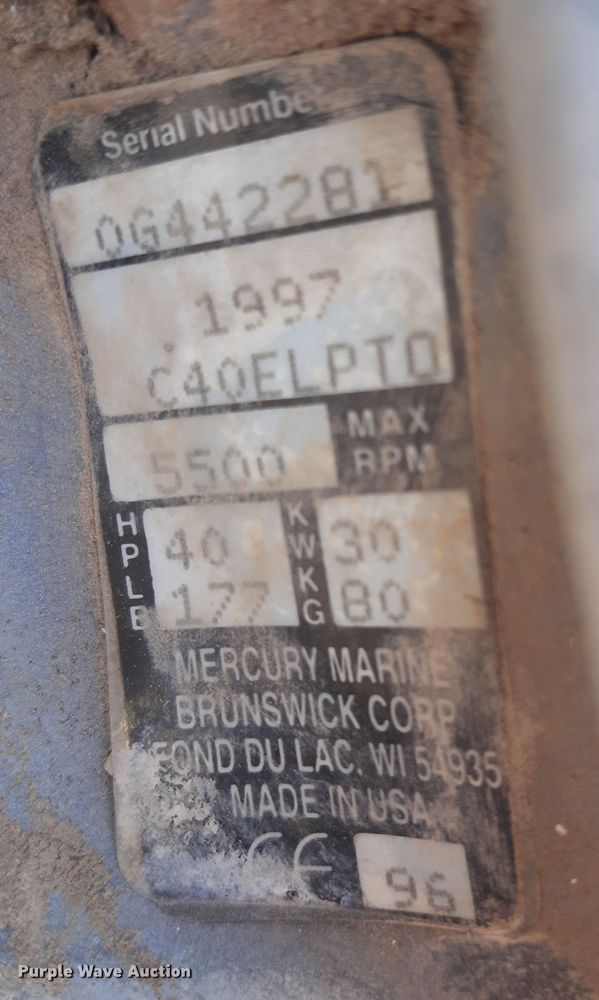 Serial Number
0G442281
1997
C40ELPTO
5500 MAX RPM
HP 40 KW 30
LB 177 KG 80
MERCURY MARINE
BRUNSWICK CORP
FOND DU LAC, WI 54935
MADE IN USA
CE 96
Purple Wave Auction